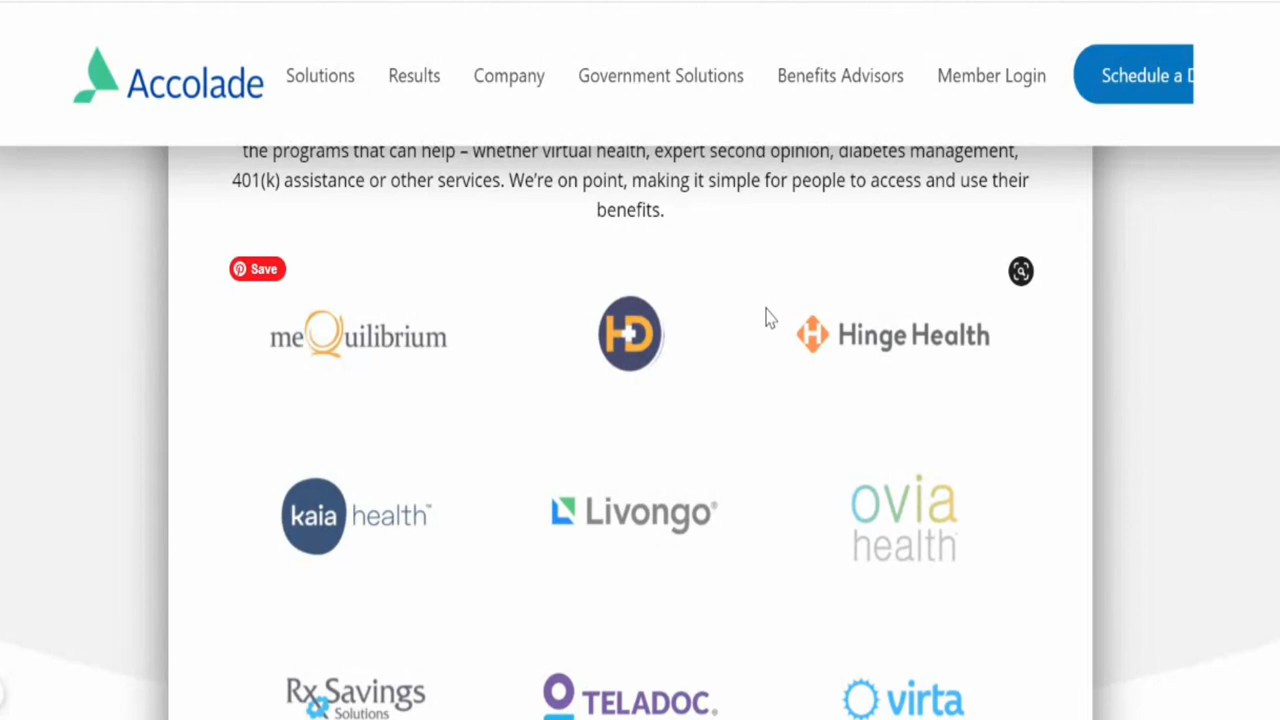 Accolade Solutions Results Company Government Solutions Benefits Advisors Member Login Schedule a D
the programs that can help – whether virtual health, expert second opinion, diabetes management,
401(k) assistance or other services. We’re on point, making it simple for people to access and use their
benefits.
Save
meQuilibrium
HD
Hinge Health
kaia health™
Livongo®
ovia
health
Rx Savings
Solutions
TELADOC®
virta